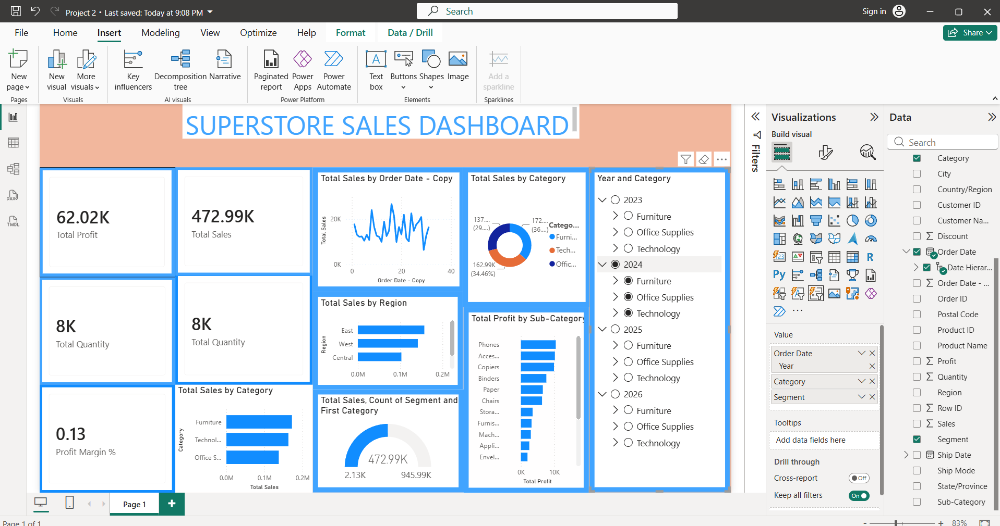 Project 2 • Last saved: Today at 9:08 PM
Search
Sign in
File
Home
Insert
Modeling
View
Optimize
Help
Format
Data / Drill
Share
New page
New visual
More visuals
Key influencers
Decomposition tree
Narrative
Paginated report
Power Apps
Power Automate
Text box
Buttons
Shapes
Image
Add a sparkline
Pages
Visuals
AI visuals
Power Platform
Elements
Sparklines
DAX
TMDL
SUPERSTORE SALES DASHBOARD
62.02K
Total Profit
472.99K
Total Sales
8K
Total Quantity
8K
Total Quantity
0.13
Profit Margin %
Total Sales by Category
Category
Furniture
Technol...
Office S...
0.0M
0.1M
0.2M
Total Sales
Total Sales by Order Date - Copy
Total Sales
20K
0K
0
20
40
Order Date - Copy
Total Sales by Region
Region
East
West
Central
0.0M
0.1M
0.2M
Total Sales, Count of Segment and
First Category
472.99K
2.13K
945.99K
Total Sales by Category
137....
(29....)
172....
(36....)
162.99K
(34.46%)
Catego...
Furni...
Tech...
Offic...
Total Profit by Sub-Category
Phones
Acces...
Copiers
Binders
Paper
Chairs
Stora...
Furnis...
Mach...
Appli...
Envel...
0K
10K
Total Profit
Year and Category
2023
Furniture
Office Supplies
Technology
2024
Furniture
Office Supplies
Technology
2025
Furniture
Office Supplies
Technology
2026
Furniture
Office Supplies
Technology
Filters
Visualizations
Build visual
123
R
Py
Value
Order Date
Year
Category
Segment
Tooltips
Add data fields here
Drill through
Cross-report
Off
Keep all filters
On
Data
Search
Category
City
Country/Region
Customer ID
Customer Na...
Discount
Order Date
Date Hierar...
Order Date - ...
Order ID
Postal Code
Product ID
Product Name
Profit
Quantity
Region
Row ID
Sales
Segment
Ship Date
Ship Mode
State/Province
Sub-Category
Page 1
Page 1 of 1
83%